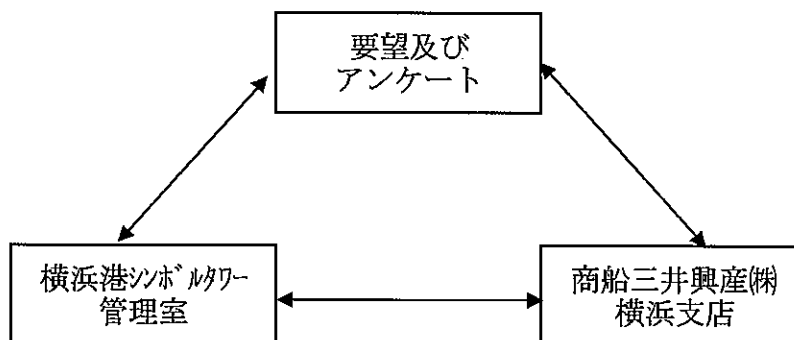 要望及び
アンケート
横浜港ｼﾝﾎﾞﾙﾀﾜｰ
管理室
商船三井興産㈱
横浜支店